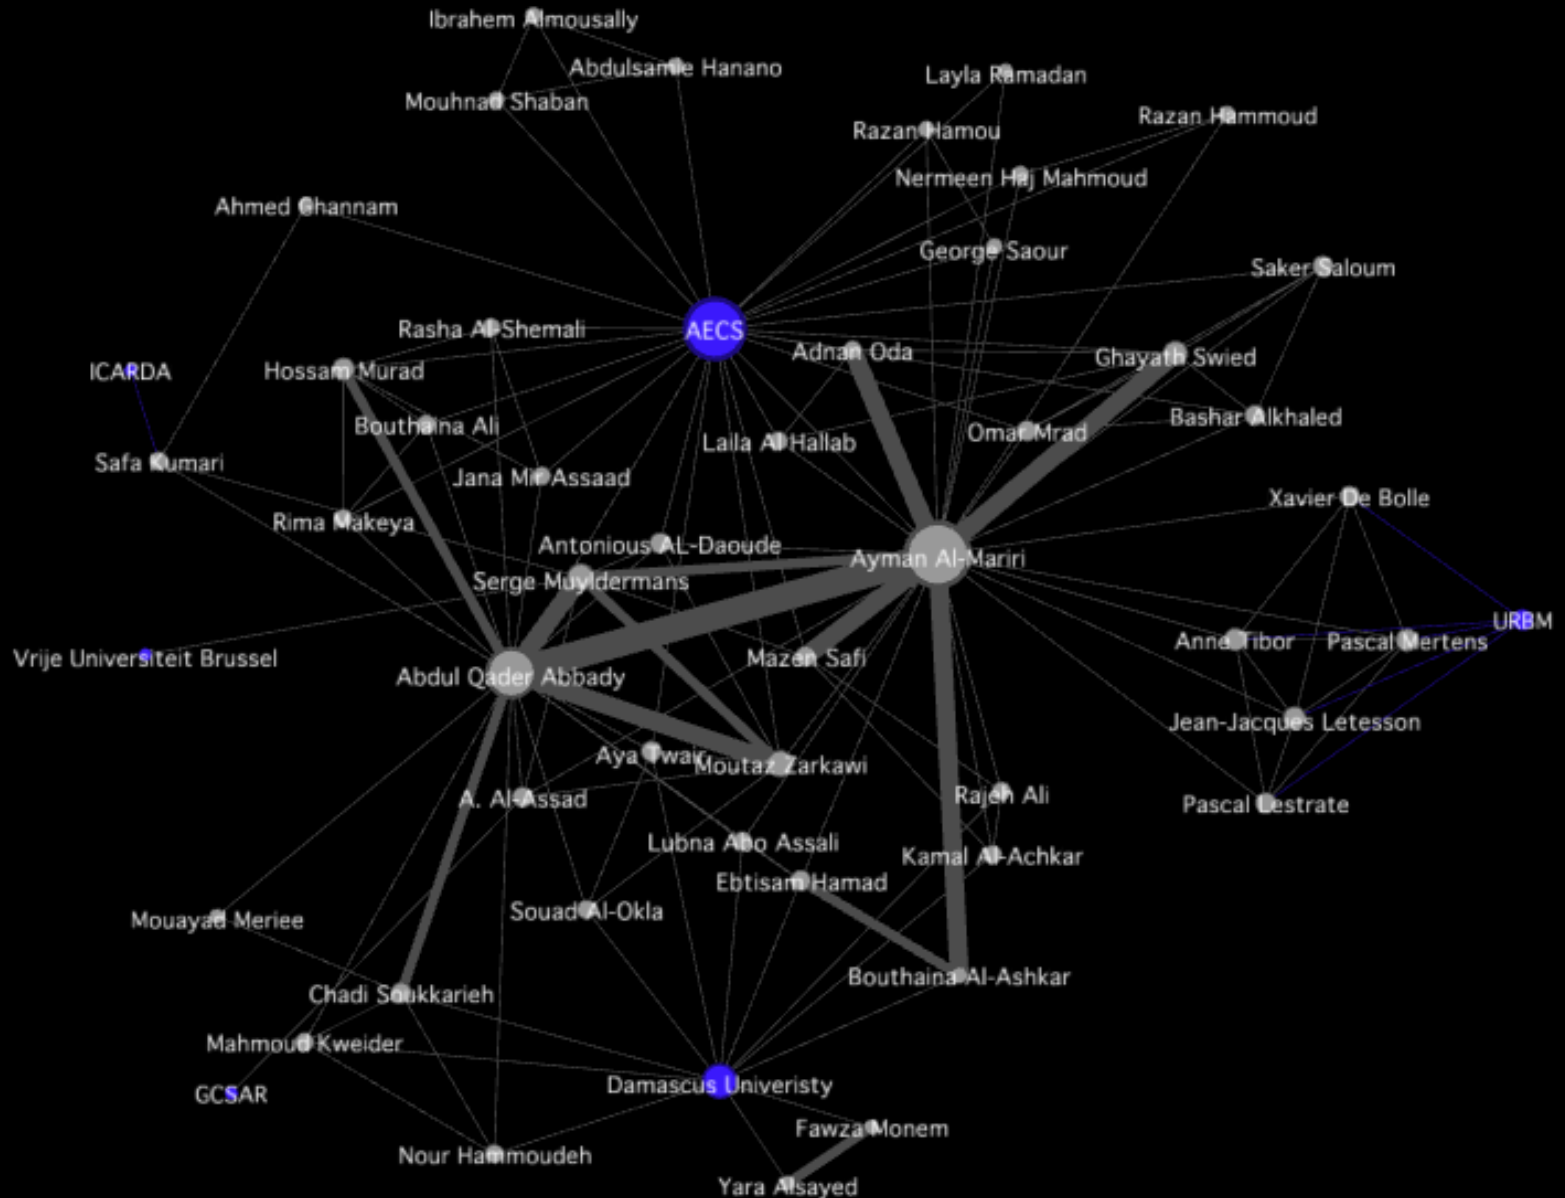 Ibrahem Almousally
Abdulsamie Hanano
Layla Ramadan
Mouhnad Shaban
Razan Hammoud
Razan Hamou
Nermeen Haj Mahmoud
Ahmed Ghannam
George Saour
Saker Saloum
Rasha Al-Shemali
AECS
Adnan Oda
Ghayath Swied
ICARDA
Hossam Murad
Bouthaina Ali
Laila Al Hallab
Omar Mrad
Bashar Alkhaled
Safa Kumari
Jana Mir Assaad
Xavier De Bolle
Rima Makeya
Antonious AL-Daoude
Ayman Al-Mariri
Serge Muyldermans
URBM
Anne Tibor
Pascal Mertens
Vrije Universiteit Brussel
Mazen Safi
Abdul Qader Abbady
Jean-Jacques Letesson
Aya Twair
Moutaz Zarkawi
A. Al-Assad
Rajeh Ali
Pascal Lestrate
Lubna Abo Assali
Kamal Al-Achkar
Ebtisam Hamad
Souad Al-Okla
Mouayad Meriee
Bouthaina Al-Ashkar
Chadi Soukkarieh
Mahmoud Kweider
Damascus Univeristy
GCSAR
Fawza Monem
Nour Hammoudeh
Yara Alsayed